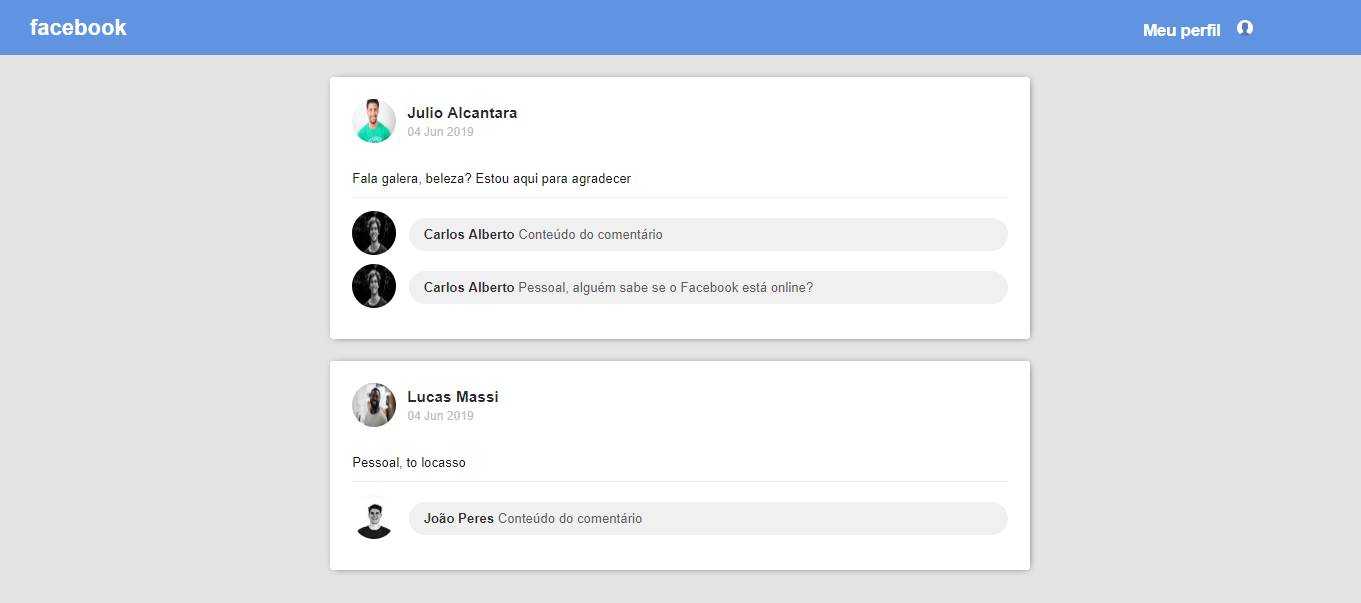 facebook
Meu perfil
Julio Alcantara
04 Jun 2019
Fala galera, beleza? Estou aqui para agradecer
Carlos Alberto Conteúdo do comentário
Carlos Alberto Pessoal, alguém sabe se o Facebook está online?
Lucas Massi
04 Jun 2019
Pessoal, to locasso
João Peres Conteúdo do comentário